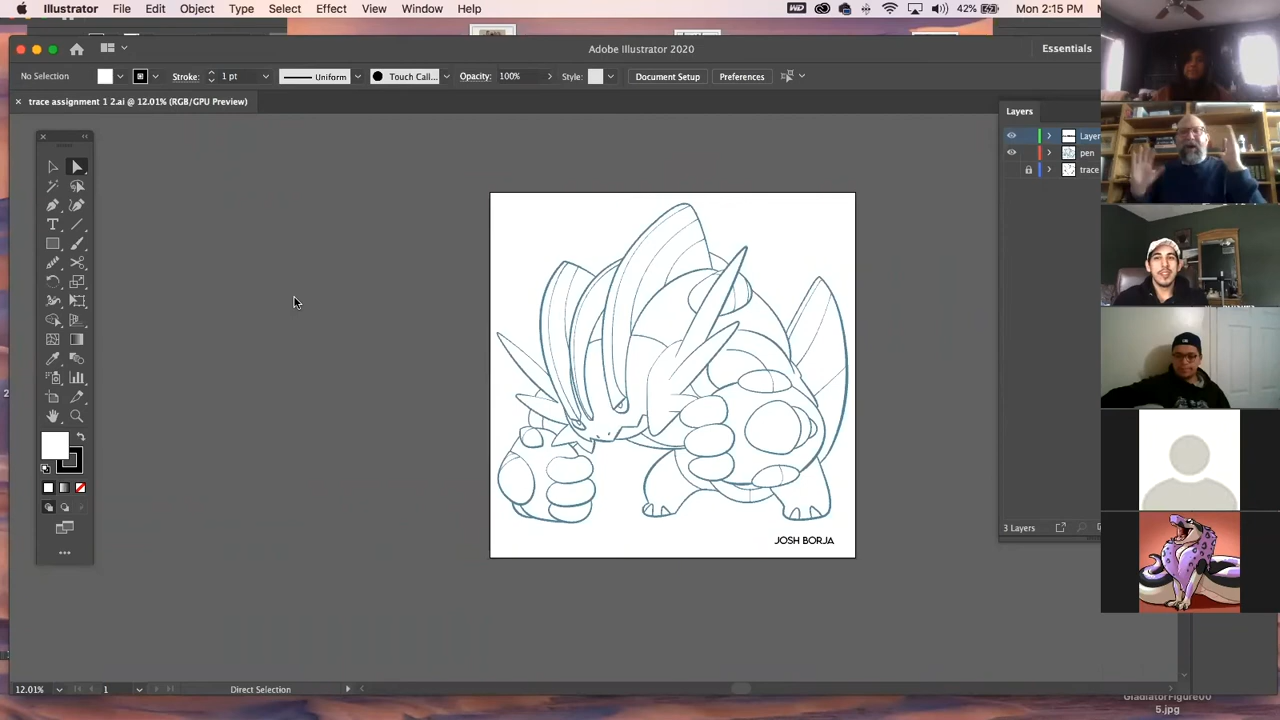 Illustrator File Edit Object Type Select Effect View Window Help
42% Mon 2:15 PM
Adobe Illustrator 2020
Essentials
No Selection Stroke: 1 pt Uniform Touch Call... Opacity: 100% Style: Document Setup Preferences
× trace assignment 1 2.ai @ 12.01% (RGB/GPU Preview)
Layers
Layer
pen
trace
JOSH BORJA
3 Layers
12.01% 1 Direct Selection
GladiatorFigure00
5.jpg